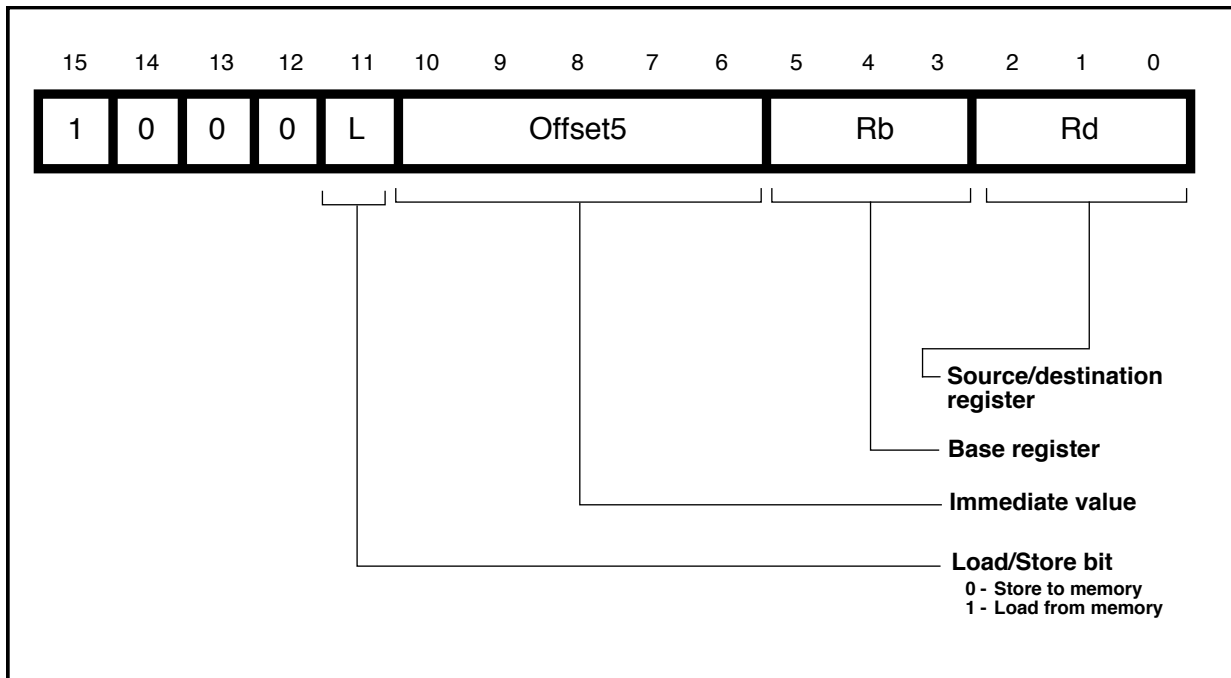 15 14 13 12 11 10 9 8 7 6 5 4 3 2 1 0
1 0 0 0 L Offset5 Rb Rd
Source/destination
register
Base register
Immediate value
Load/Store bit
0 - Store to memory
1 - Load from memory